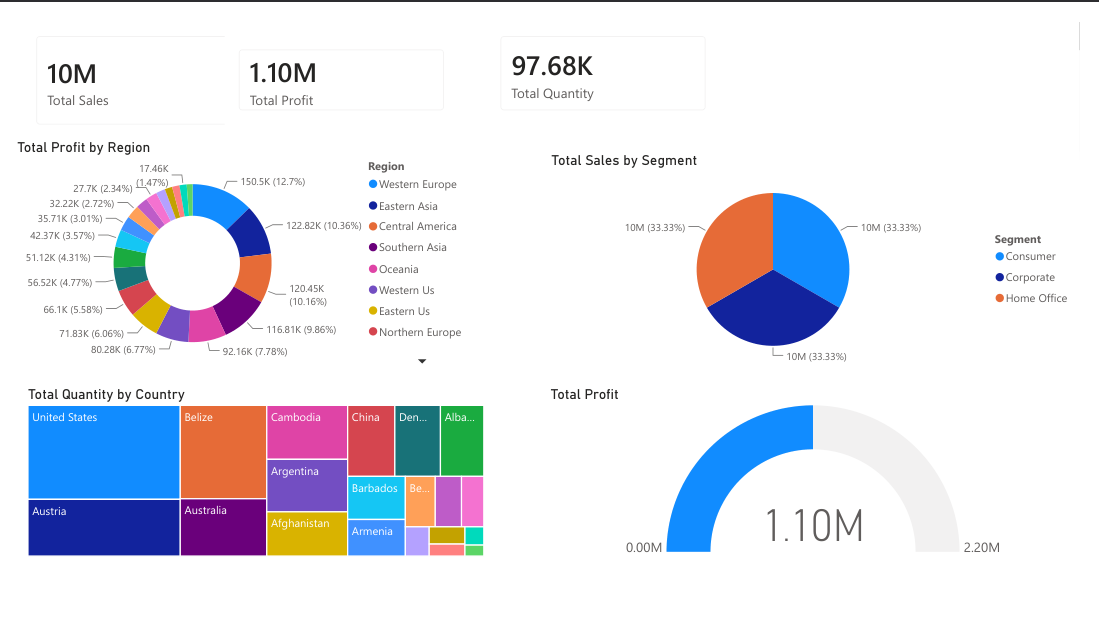 10M
Total Sales
1.10M
Total Profit
97.68K
Total Quantity
Total Profit by Region
17.46K
(1.47%)
27.7K (2.34%)
32.22K (2.72%)
35.71K (3.01%)
42.37K (3.57%)
51.12K (4.31%)
56.52K (4.77%)
66.1K (5.58%)
71.83K (6.06%)
80.28K (6.77%)
92.16K (7.78%)
116.81K (9.86%)
120.45K
(10.16%)
122.82K (10.36%)
150.5K (12.7%)
Region
Western Europe
Eastern Asia
Central America
Southern Asia
Oceania
Western Us
Eastern Us
Northern Europe
Total Sales by Segment
10M (33.33%)
10M (33.33%)
10M (33.33%)
Segment
Consumer
Corporate
Home Office
Total Quantity by Country
United States
Austria
Belize
Australia
Cambodia
Argentina
Afghanistan
China
Den...
Alba...
Barbados
Be...
Armenia
Total Profit
1.10M
0.00M
2.20M